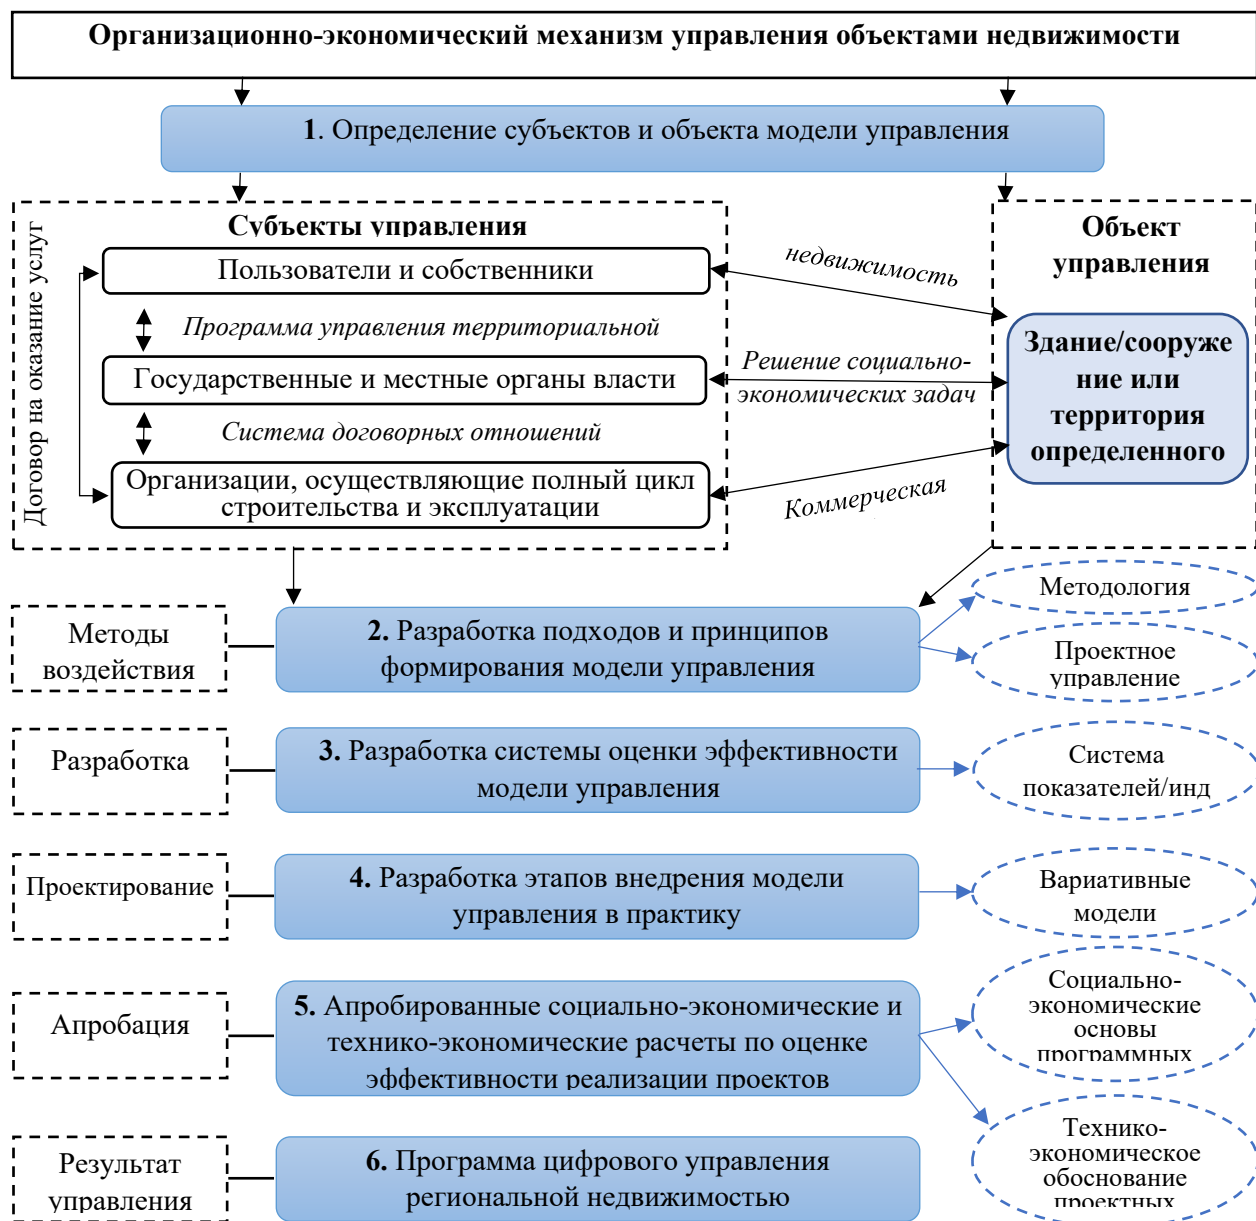 Организационно-экономический механизм управления объектами недвижимости
1. Определение субъектов и объекта модели управления
Договор на оказание услуг
Субъекты управления
Пользователи и собственники
Программа управления территориальной
Государственные и местные органы власти
Система договорных отношений
Организации, осуществляющие полный цикл
строительства и эксплуатации
недвижимость
Решение социально-
экономических задач
Коммерческая
Объект
управления
Здание/сооруже
ние или
территория
определенного
Методы
воздействия
2. Разработка подходов и принципов
формирования модели управления
Методология
Проектное
управление
Разработка
3. Разработка системы оценки эффективности
модели управления
Система
показателей/инд
Проектирование
4. Разработка этапов внедрения модели
управления в практику
Вариативные
модели
Апробация
5. Апробированные социально-экономические и
технико-экономические расчеты по оценке
эффективности реализации проектов
Социально-
экономические
основы
программных
Технико-
экономическое
обоснование
проектных
Результат
управления
6. Программа цифрового управления
региональной недвижимостью